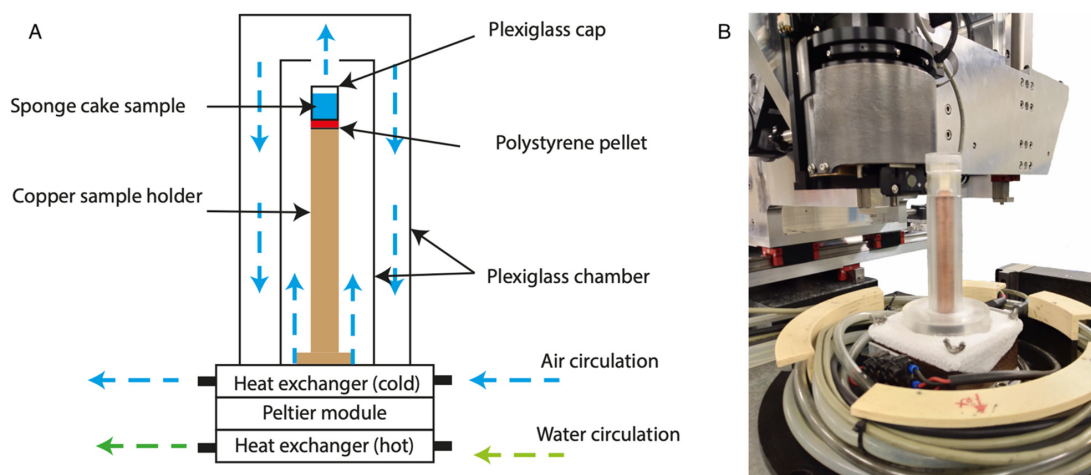 A
Plexiglass cap
Sponge cake sample
Polystyrene pellet
Copper sample holder
Plexiglass chamber
Air circulation
Heat exchanger (cold)
Peltier module
Water circulation
Heat exchanger (hot)
B